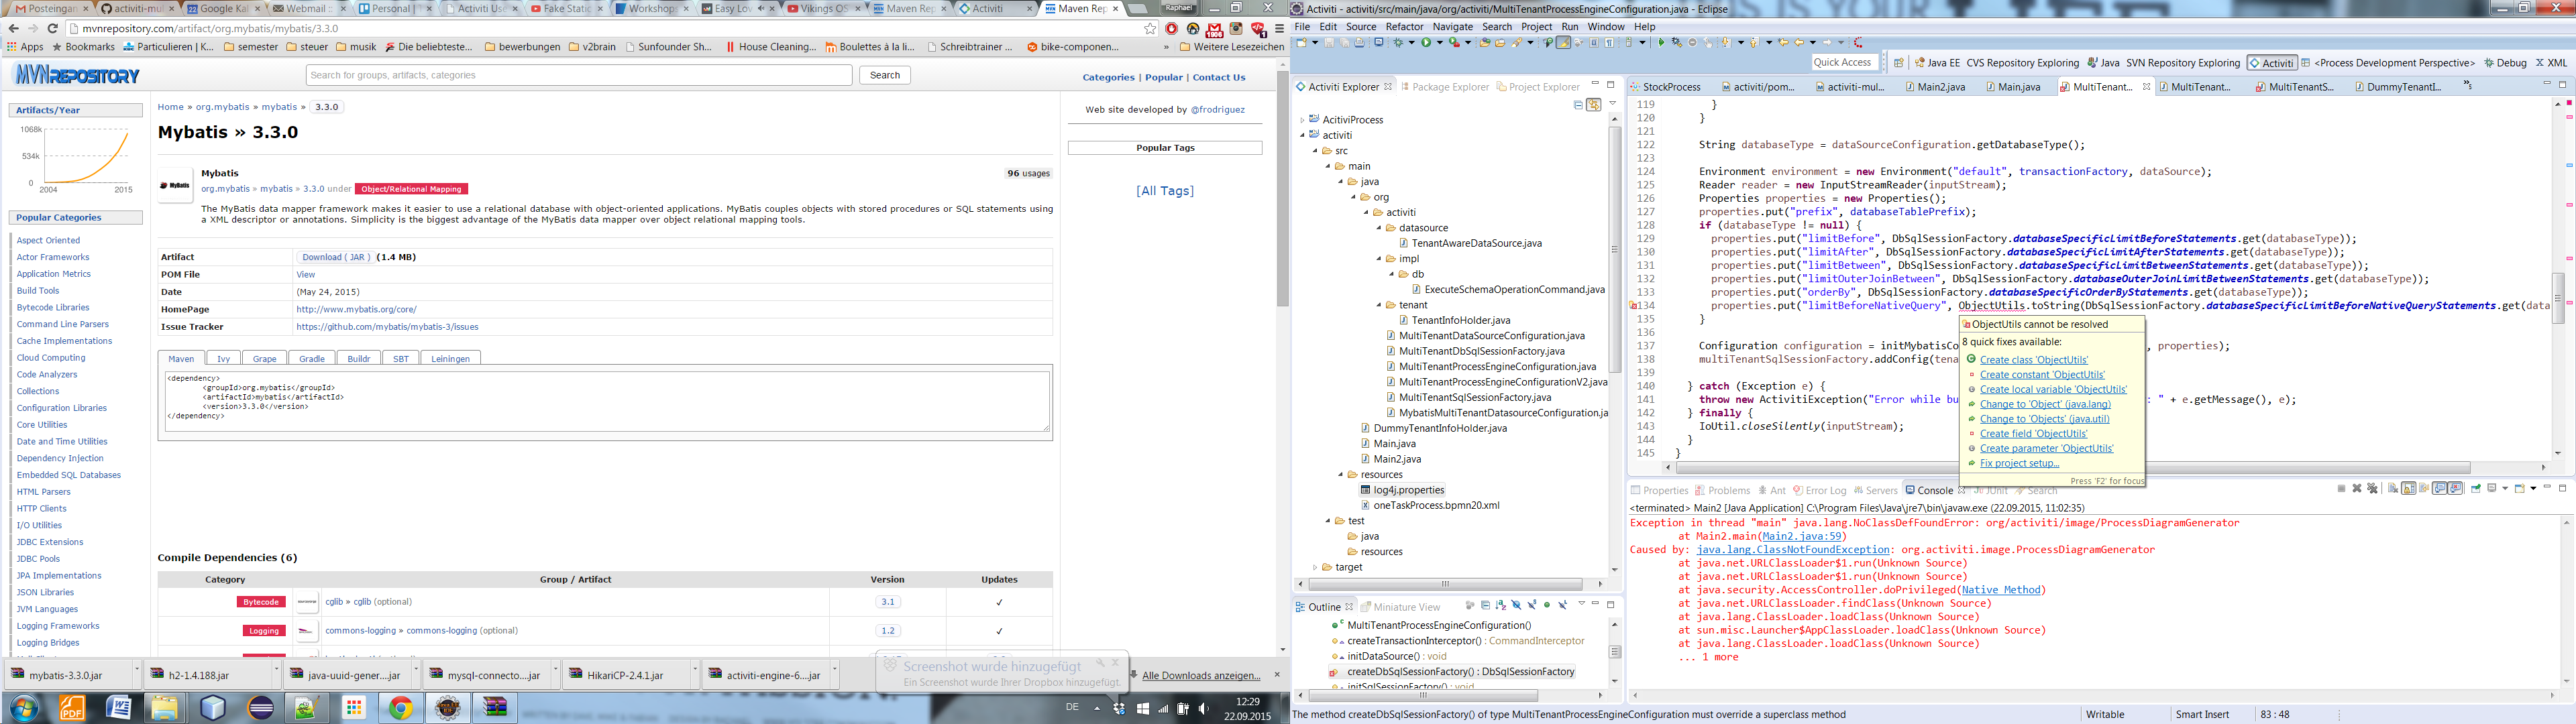 Posteingan
activiti-mul
Google Kal
Webmail ::
Personal |
Activiti Use
Fake Static
Workshops
Easy Lov
Vikings OS
Maven Rep
Activiti
Maven Rep
Raphael
mvnrepository.com/artifact/org.mybatis/mybatis/3.3.0
Apps
Bookmarks
Particulieren | K...
semester
steuer
musik
Die beliebteste...
bewerbungen
v2brain
Sunfounder Sh...
House Cleaning...
Boulettes á la li...
Schreibtrainer ...
bike-componen...
»
Weitere Lesezeichen
MVNREPOSITORY
Search for groups, artifacts, categories
Search
Categories | Popular | Contact Us
Artifacts/Year
1068k
534k
0
2004
2015
Popular Categories
Aspect Oriented
Actor Frameworks
Application Metrics
Build Tools
Bytecode Libraries
Command Line Parsers
Cache Implementations
Cloud Computing
Code Analyzers
Collections
Configuration Libraries
Core Utilities
Date and Time Utilities
Dependency Injection
Embedded SQL Databases
HTML Parsers
HTTP Clients
I/O Utilities
JDBC Extensions
JDBC Pools
JPA Implementations
JSON Libraries
JVM Languages
Logging Frameworks
Logging Bridges
Home » org.mybatis » mybatis » 3.3.0
Mybatis » 3.3.0
MyBatis
Mybatis
96 usages
org.mybatis » mybatis » 3.3.0 under Object/Relational Mapping
The MyBatis data mapper framework makes it easier to use a relational database with object-oriented applications. MyBatis couples objects with stored procedures or SQL statements using
a XML descriptor or annotations. Simplicity is the biggest advantage of the MyBatis data mapper over object relational mapping tools.
Artifact
Download ( JAR ) (1.4 MB)
POM File
View
Date
(May 24, 2015)
HomePage
http://www.mybatis.org/core/
Issue Tracker
https://github.com/mybatis/mybatis-3/issues
Maven
Ivy
Grape
Gradle
Buildr
SBT
Leiningen
<dependency>
<groupId>org.mybatis</groupId>
<artifactId>mybatis</artifactId>
<version>3.3.0</version>
</dependency>
Compile Dependencies (6)
Category
Group / Artifact
Version
Updates
Bytecode
cglib » cglib (optional)
3.1
✓
Logging
commons-logging » commons-logging (optional)
1.2
✓
Web site developed by @frodriguez
Popular Tags
[All Tags]
Screenshot wurde hinzugefügt
Ein Screenshot wurde Ihrer Dropbox hinzugefügt.
mybatis-3.3.0.jar
h2-1.4.188.jar
java-uuid-gener....jar
mysql-connecto....jar
HikariCP-2.4.1.jar
activiti-engine-6....jar
Alle Downloads anzeigen...
PDF
DE
12:29
22.09.2015
Activiti - activiti/src/main/java/org/activiti/MultiTenantProcessEngineConfiguration.java - Eclipse
File Edit Source Refactor Navigate Search Project Run Window Help
Quick Access
Java EE
CVS Repository Exploring
Java
SVN Repository Exploring
Activiti
<Process Development Perspective>
Debug
XML
Activiti Explorer
Package Explorer
Project Explorer
AcitiviProcess
activiti
src
main
java
org
activiti
datasource
TenantAwareDataSource.java
impl
db
ExecuteSchemaOperationCommand.java
tenant
TenantInfoHolder.java
MultiTenantDataSourceConfiguration.java
MultiTenantDbSqlSessionFactory.java
MultiTenantProcessEngineConfiguration.java
MultiTenantProcessEngineConfigurationV2.java
MultiTenantSqlSessionFactory.java
MybatisMultiTenantDatasourceConfiguration.ja
DummyTenantInfoHolder.java
Main.java
Main2.java
resources
log4j.properties
oneTaskProcess.bpmn20.xml
test
java
resources
target
Outline
Miniature View
MultiTenantProcessEngineConfiguration()
createTransactionInterceptor() : CommandInterceptor
initDataSource() : void
createDbSqlSessionFactory() : DbSqlSessionFactory
initSqlSessionFactory() : void
StockProcess
activiti/pom...
activiti-mul...
Main2.java
Main.java
MultiTenant...
MultiTenant...
MultiTenantS...
DummyTenantI...
119 }
120 }
121
122 String databaseType = dataSourceConfiguration.getDatabaseType();
123
124 Environment environment = new Environment("default", transactionFactory, dataSource);
125 Reader reader = new InputStreamReader(inputStream);
126 Properties properties = new Properties();
127 properties.put("prefix", databaseTablePrefix);
128 if (databaseType != null) {
129 properties.put("limitBefore", DbSqlSessionFactory.databaseSpecificLimitBeforeStatements.get(databaseType));
130 properties.put("limitAfter", DbSqlSessionFactory.databaseSpecificLimitAfterStatements.get(databaseType));
131 properties.put("limitBetween", DbSqlSessionFactory.databaseSpecificLimitBetweenStatements.get(databaseType));
132 properties.put("limitOuterJoinBetween", DbSqlSessionFactory.databaseOuterJoinLimitBetweenStatements.get(databaseType));
133 properties.put("orderBy", DbSqlSessionFactory.databaseSpecificOrderByStatements.get(databaseType));
134 properties.put("limitBeforeNativeQuery", ObjectUtils.toString(DbSqlSessionFactory.databaseSpecificLimitBeforeNativeQueryStatements.get(data
135 }
136
137 Configuration configuration = initMybatisCo , properties);
138 multiTenantSqlSessionFactory.addConfig(tena
139
140 } catch (Exception e) {
141 throw new ActivitiException("Error while bu : " + e.getMessage(), e);
142 } finally {
143 IoUtil.closeSilently(inputStream);
144 }
145 }
ObjectUtils cannot be resolved
8 quick fixes available:
Create class 'ObjectUtils'
Create constant 'ObjectUtils'
Create local variable 'ObjectUtils'
Change to 'Object' (java.lang)
Change to 'Objects' (java.util)
Create field 'ObjectUtils'
Create parameter 'ObjectUtils'
Fix project setup...
Press 'F2' for focus
Properties
Problems
Ant
Error Log
Servers
Console
JUnit
Search
<terminated> Main2 [Java Application] C:\Program Files\Java\jre7\bin\javaw.exe (22.09.2015, 11:02:35)
Exception in thread "main" java.lang.NoClassDefFoundError: org/activiti/image/ProcessDiagramGenerator
at Main2.main(Main2.java:59)
Caused by: java.lang.ClassNotFoundException: org.activiti.image.ProcessDiagramGenerator
at java.net.URLClassLoader$1.run(Unknown Source)
at java.net.URLClassLoader$1.run(Unknown Source)
at java.security.AccessController.doPrivileged(Native Method)
at java.net.URLClassLoader.findClass(Unknown Source)
at java.lang.ClassLoader.loadClass(Unknown Source)
at sun.misc.Launcher$AppClassLoader.loadClass(Unknown Source)
at java.lang.ClassLoader.loadClass(Unknown Source)
... 1 more
The method createDbSqlSessionFactory() of type MultiTenantProcessEngineConfiguration must override a superclass method
Writable
Smart Insert
83 : 48